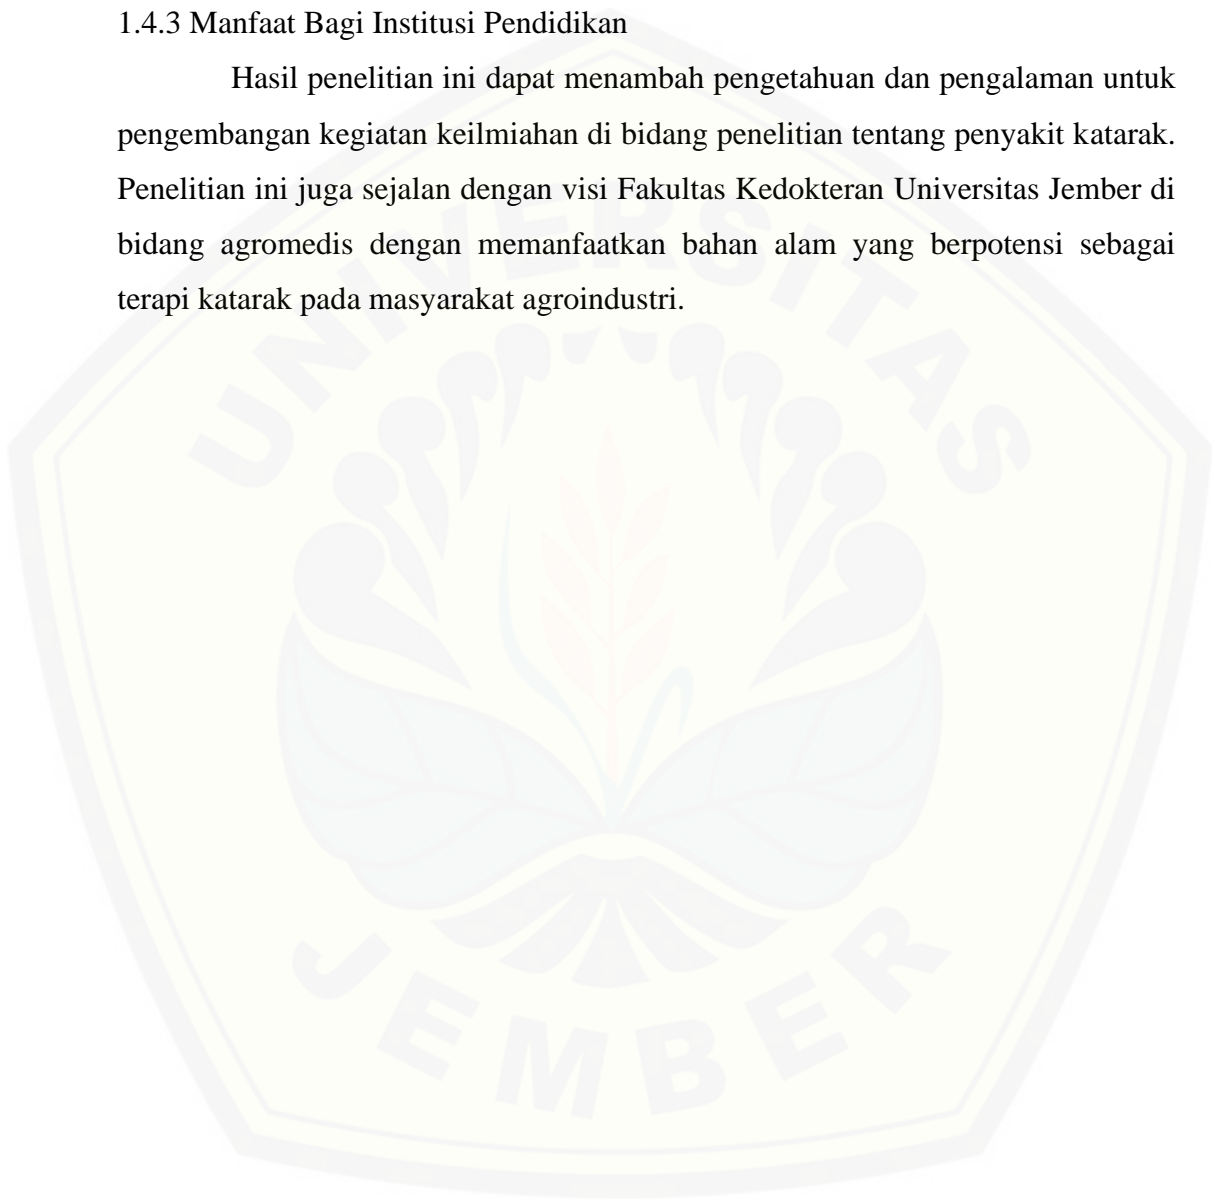 1.4.3 Manfaat Bagi Institusi Pendidikan
Hasil penelitian ini dapat menambah pengetahuan dan pengalaman untuk
pengembangan kegiatan keilmiahan di bidang penelitian tentang penyakit katarak.
Penelitian ini juga sejalan dengan visi Fakultas Kedokteran Universitas Jember di
bidang agromedis dengan memanfaatkan bahan alam yang berpotensi sebagai
terapi katarak pada masyarakat agroindustri.
UNIVERSITAS
JEMBER